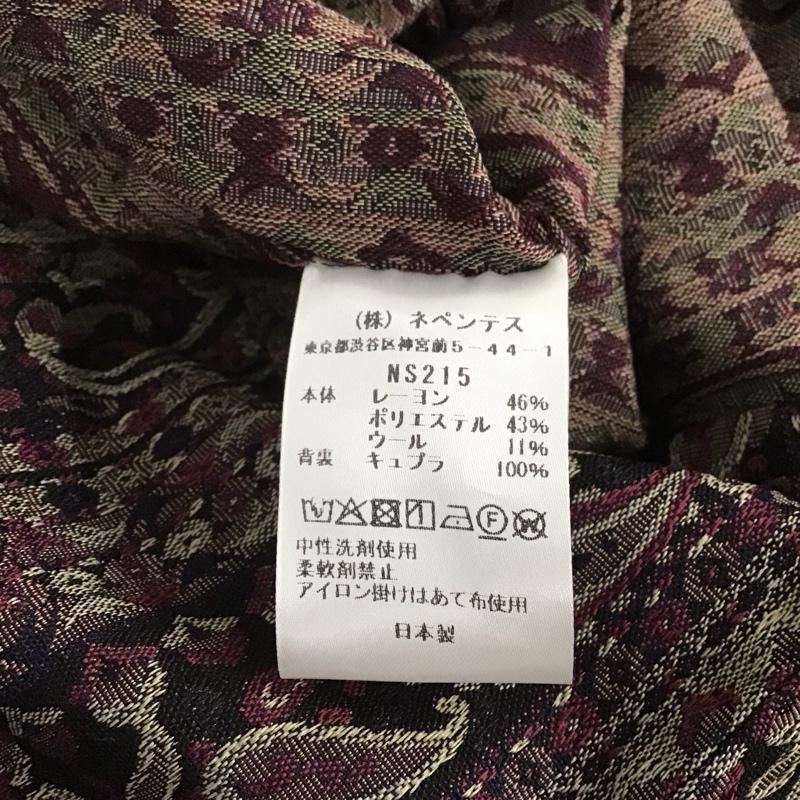 (株) ネペンテス
東京都渋谷区神宮前5-44-1
NS215
本体 レーヨン 46%
ポリエステル 43%
ウール 11%
背裏 キュプラ 100%
F W
中性洗剤使用
柔軟剤禁止
アイロン掛けはあて布使用
日本製